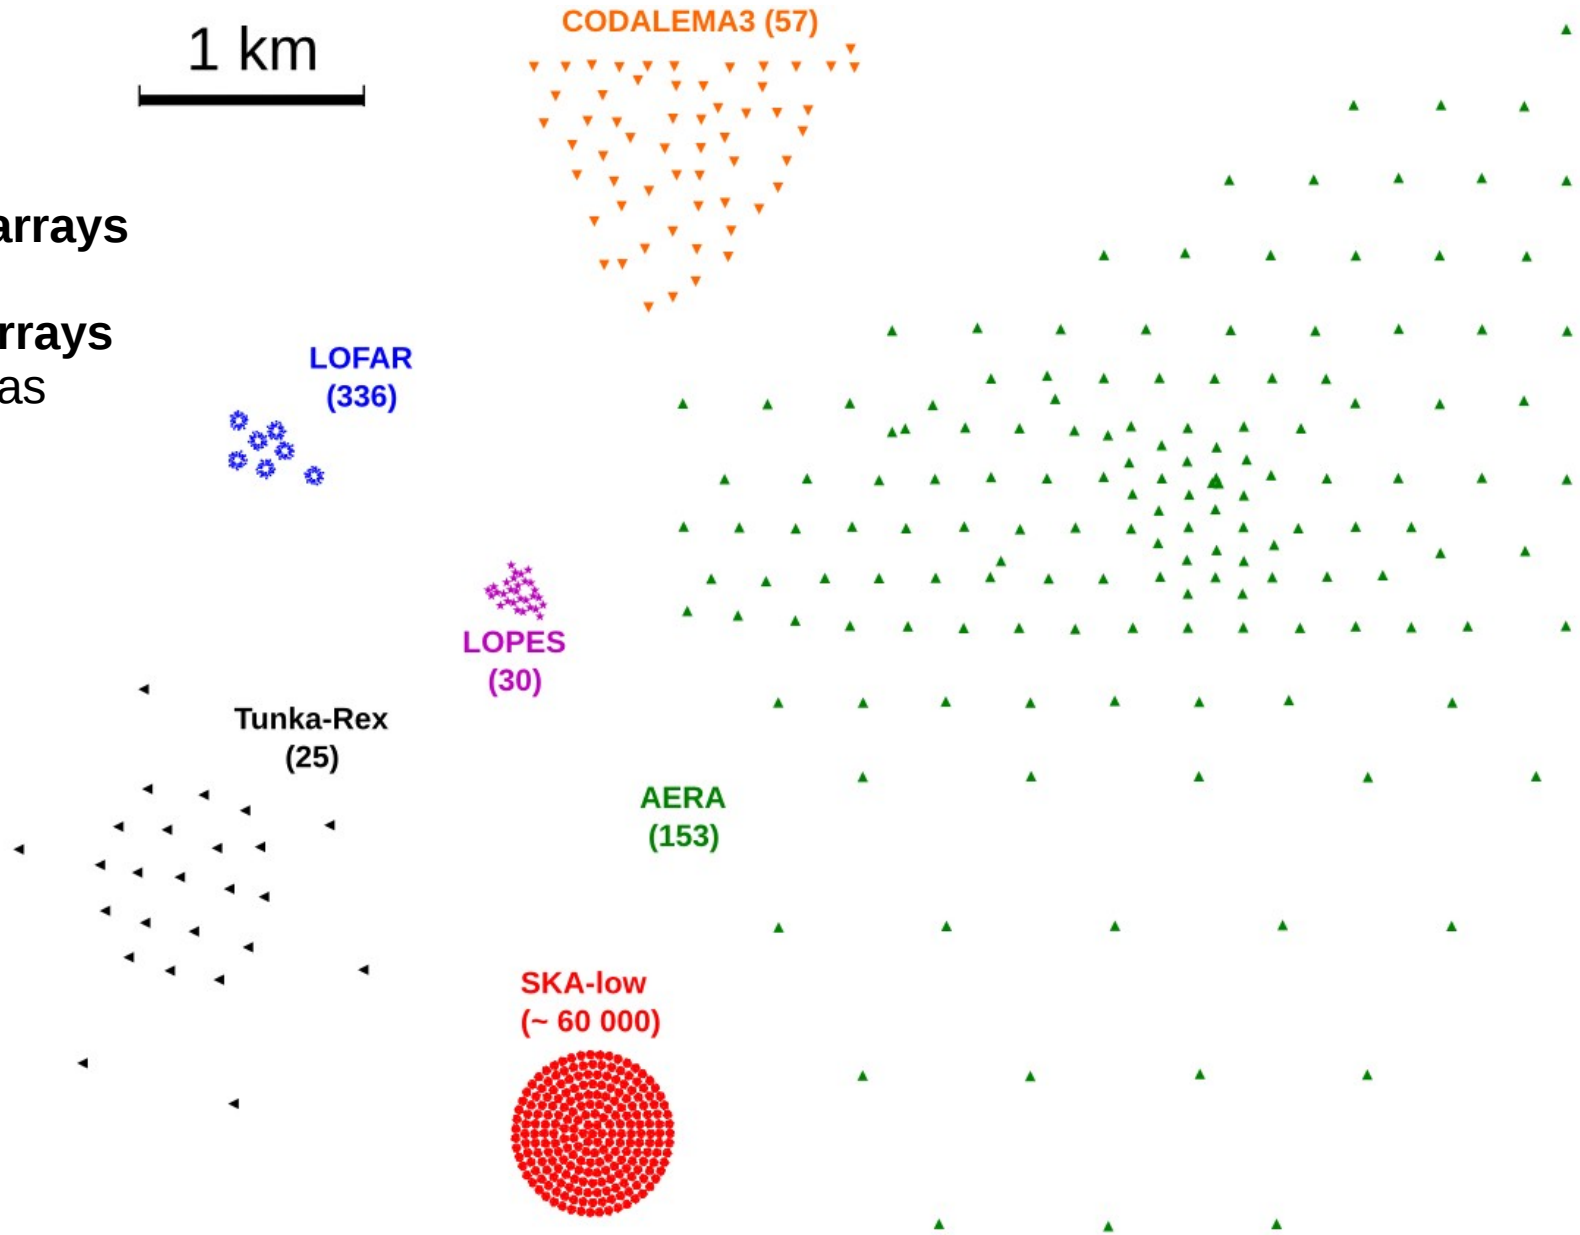 CODALEMA3 (57)
1 km
arrays
rrays
as
LOFAR
(336)
LOPES
(30)
Tunka-Rex
(25)
AERA
(153)
SKA-low
(~ 60 000)